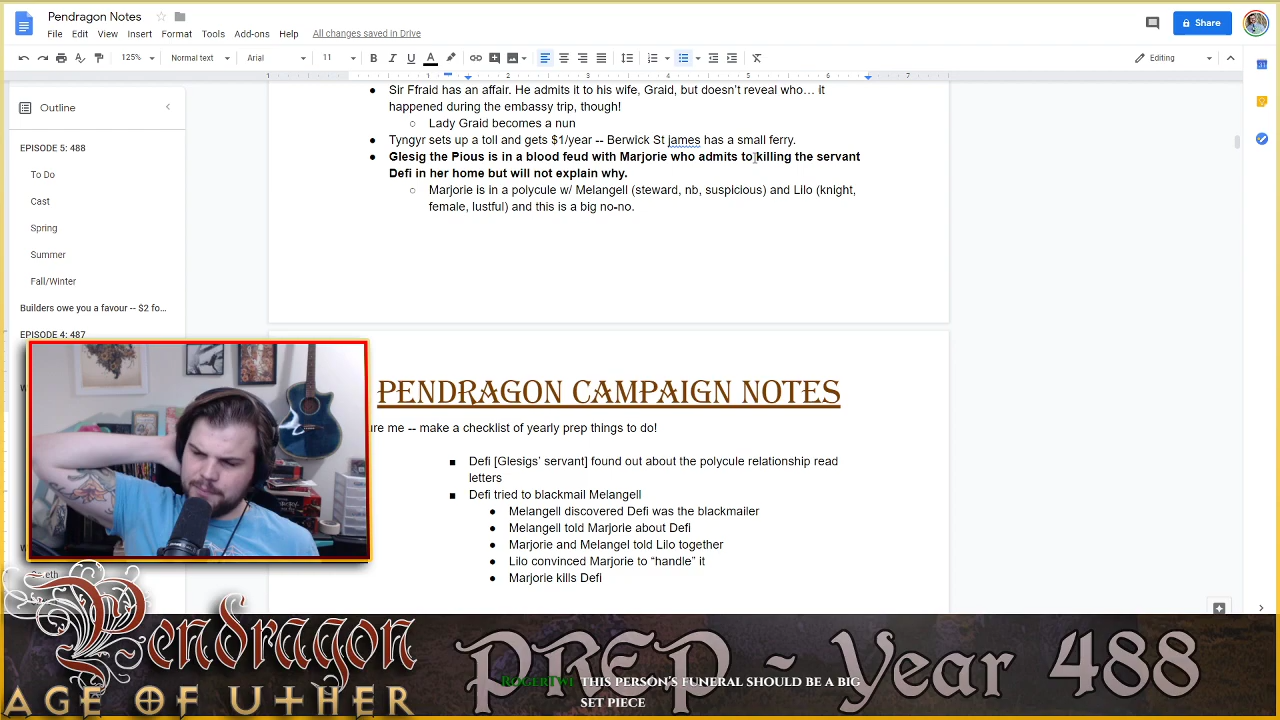 Pendragon Notes
File Edit View Insert Format Tools Add-ons Help All changes saved in Drive
Share
125% Normal text Arial 11 B I U A Editing
1 1 2 3 4 5 6 7
Outline
EPISODE 5: 488
To Do
Cast
Spring
Summer
Fall/Winter
Builders owe you a favour -- $2 fo...
EPISODE 4: 487
Sir Ffraid has an affair. He admits it to his wife, Graid, but doesn't reveal who… it
happened during the embassy trip, though!
Lady Graid becomes a nun
Tyngyr sets up a toll and gets $1/year -- Berwick St james has a small ferry.
Glesig the Pious is in a blood feud with Marjorie who admits to killing the servant
Defi in her home but will not explain why.
Marjorie is in a polycule w/ Melangell (steward, nb, suspicious) and Lilo (knight,
female, lustful) and this is a big no-no.
PENDRAGON CAMPAIGN NOTES
ure me -- make a checklist of yearly prep things to do!
Defi [Glesigs' servant] found out about the polycule relationship read
letters
Defi tried to blackmail Melangell
Melangell discovered Defi was the blackmailer
Melangell told Marjorie about Defi
Marjorie and Melangel told Lilo together
Lilo convinced Marjorie to “handle” it
Marjorie kills Defi
Pendragon
AGE OF UTHER
PREP ~ Year 488
THIS PERSON'S FUNERAL SHOULD BE A BIG
SET PIECE